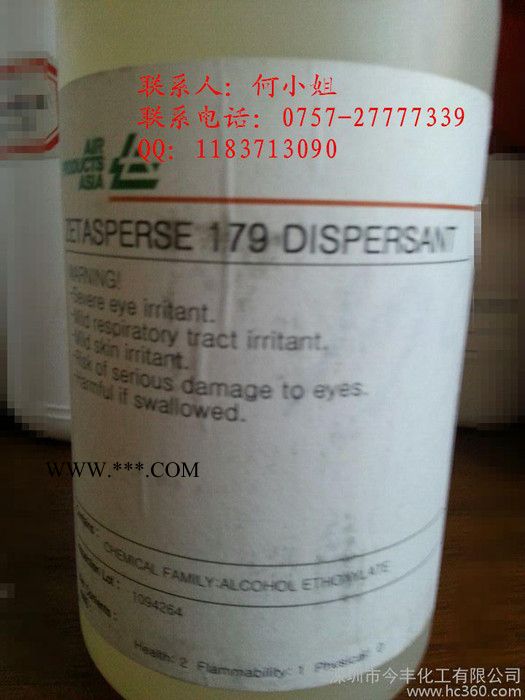 联系人：何小姐
联系电话：0757-27777339
QQ：1183713090
AIR
PRODUCTS
ASIA
ZETASPERSE 179 DISPERSANT
WARNING!
-Severe eye irritant.
-Mild respiratory tract irritant.
-Mild skin irritant.
-Risk of serious damage to eyes.
-Harmful if swallowed.
WWW.***.COM
CHEMICAL FAMILY:ALCOHOL ETHOXYLATE
Lot : 1094264
Health: 2 Flammability: 1 Physical: 0
深圳市今丰化工有限公司
www.hc360.com